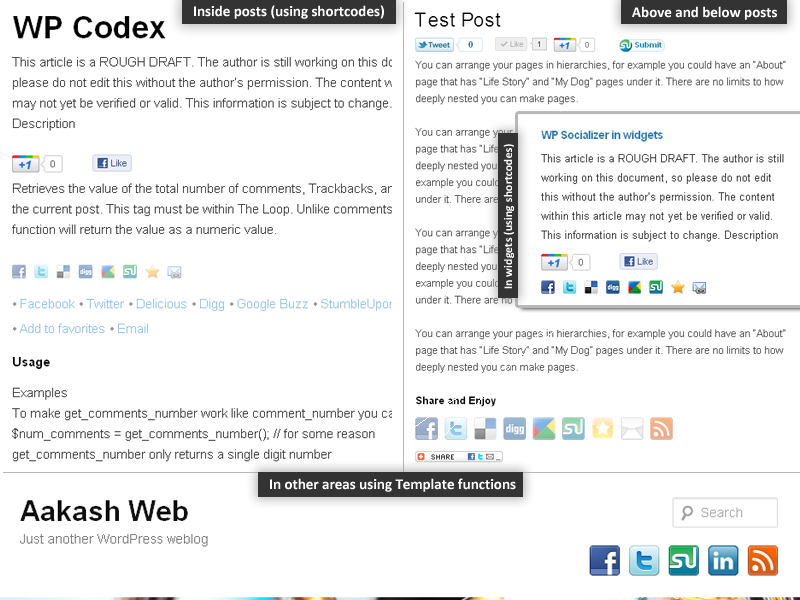 Inside posts (using shortcodes)
WP Codex
This article is a ROUGH DRAFT. The author is still working on this do
please do not edit this without the author's permission. The content w
may not yet be verified or valid. This information is subject to change.
Description
+1 0 Like
Retrieves the value of the total number of comments, Trackbacks, ar
the current post. This tag must be within The Loop. Unlike comments
function will return the value as a numeric value.
digg
• Facebook • Twitter • Delicious • Digg • Google Buzz • StumbleUpon
• Add to favorites • Email
Usage
Examples
To make get_comments_number work like comment_number you ca
$num_comments = get_comments_number(); // for some reason
get_comments_number only returns a single digit number
Above and below posts
Test Post
Tweet 0 Like 1 +1 0 Submit
You can arrange your pages in hierarchies, for example you could have an "About"
page that has "Life Story" and "My Dog" pages under it. There are no limits to how
deeply nested you can make pages.
You can arrange your
page that has "Life
deeply nested you
example you could
under it. There are
You can arrange y
page that has "Life
deeply nested you
example you could
under it. There are no
You can arrange your pages in hierarchies, for example you could have an "About"
page that has "Life Story" and "My Dog" pages under it. There are no limits to how
deeply nested you can make pages.
Share and Enjoy
digg
SHARE
In widgets (using shortcodes)
WP Socializer in widgets
This article is a ROUGH DRAFT. The author is still
working on this document, so please do not edit
this without the author's permission. The content
within this article may not yet be verified or valid.
This information is subject to change. Description
+1 0 Like
digg
In other areas using Template functions
Aakash Web
Just another WordPress weblog
Search
f t in